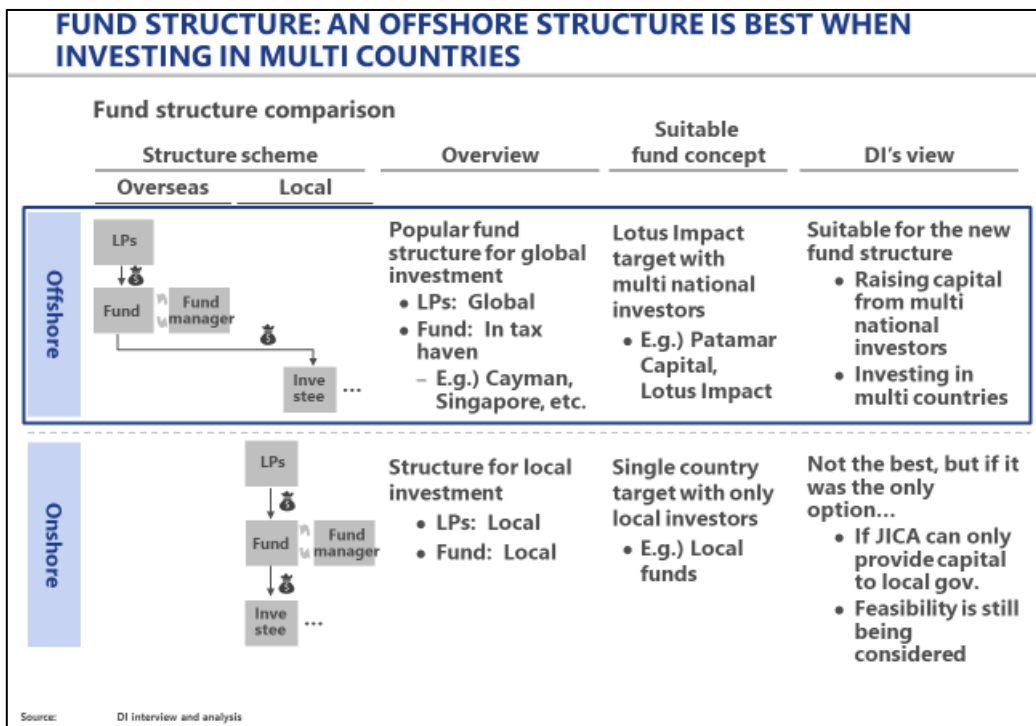 FUND STRUCTURE: AN OFFSHORE STRUCTURE IS BEST WHEN
INVESTING IN MULTI COUNTRIES
Fund structure comparison
Structure scheme
Overview
Suitable
fund concept
DI's view
Overseas
Local
Offshore
LPs
Fund
Fund
manager
Inve
stee
...
Popular fund
structure for global
investment
• LPs: Global
• Fund: In tax
haven
– E.g.) Cayman,
Singapore, etc.
Lotus Impact
target with
multi national
investors
• E.g.) Patamar
Capital,
Lotus Impact
Suitable for the new
fund structure
• Raising capital
from multi
national
investors
• Investing in
multi countries
Onshore
LPs
Fund
Fund
manager
Inve
stee
...
Structure for local
investment
• LPs: Local
• Fund: Local
Single country
target with only
local investors
• E.g.) Local
funds
Not the best, but if it
was the only
option...
• If JICA can only
provide capital
to local gov.
• Feasibility is still
being
considered
Source: DI interview and analysis